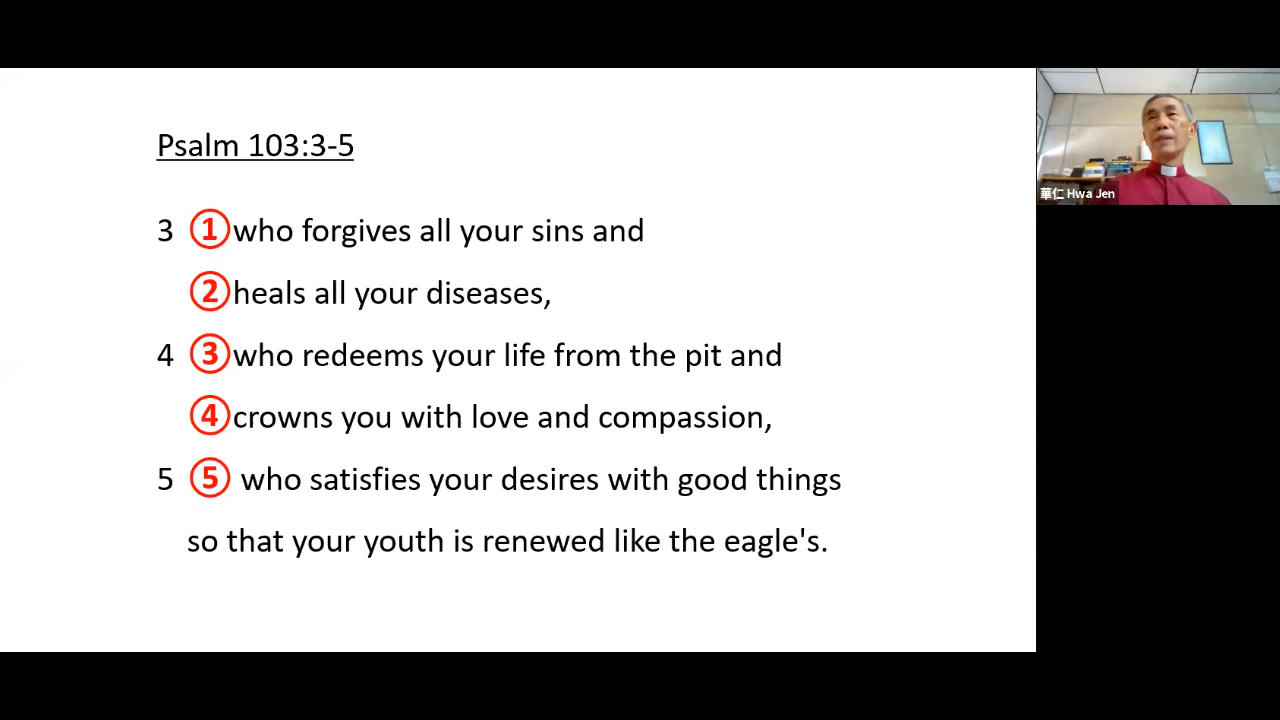 Psalm 103:3-5
3 ①who forgives all your sins and
②heals all your diseases,
4 ③who redeems your life from the pit and
④crowns you with love and compassion,
5 ⑤ who satisfies your desires with good things
so that your youth is renewed like the eagle's.
華仁 Hwa Jen